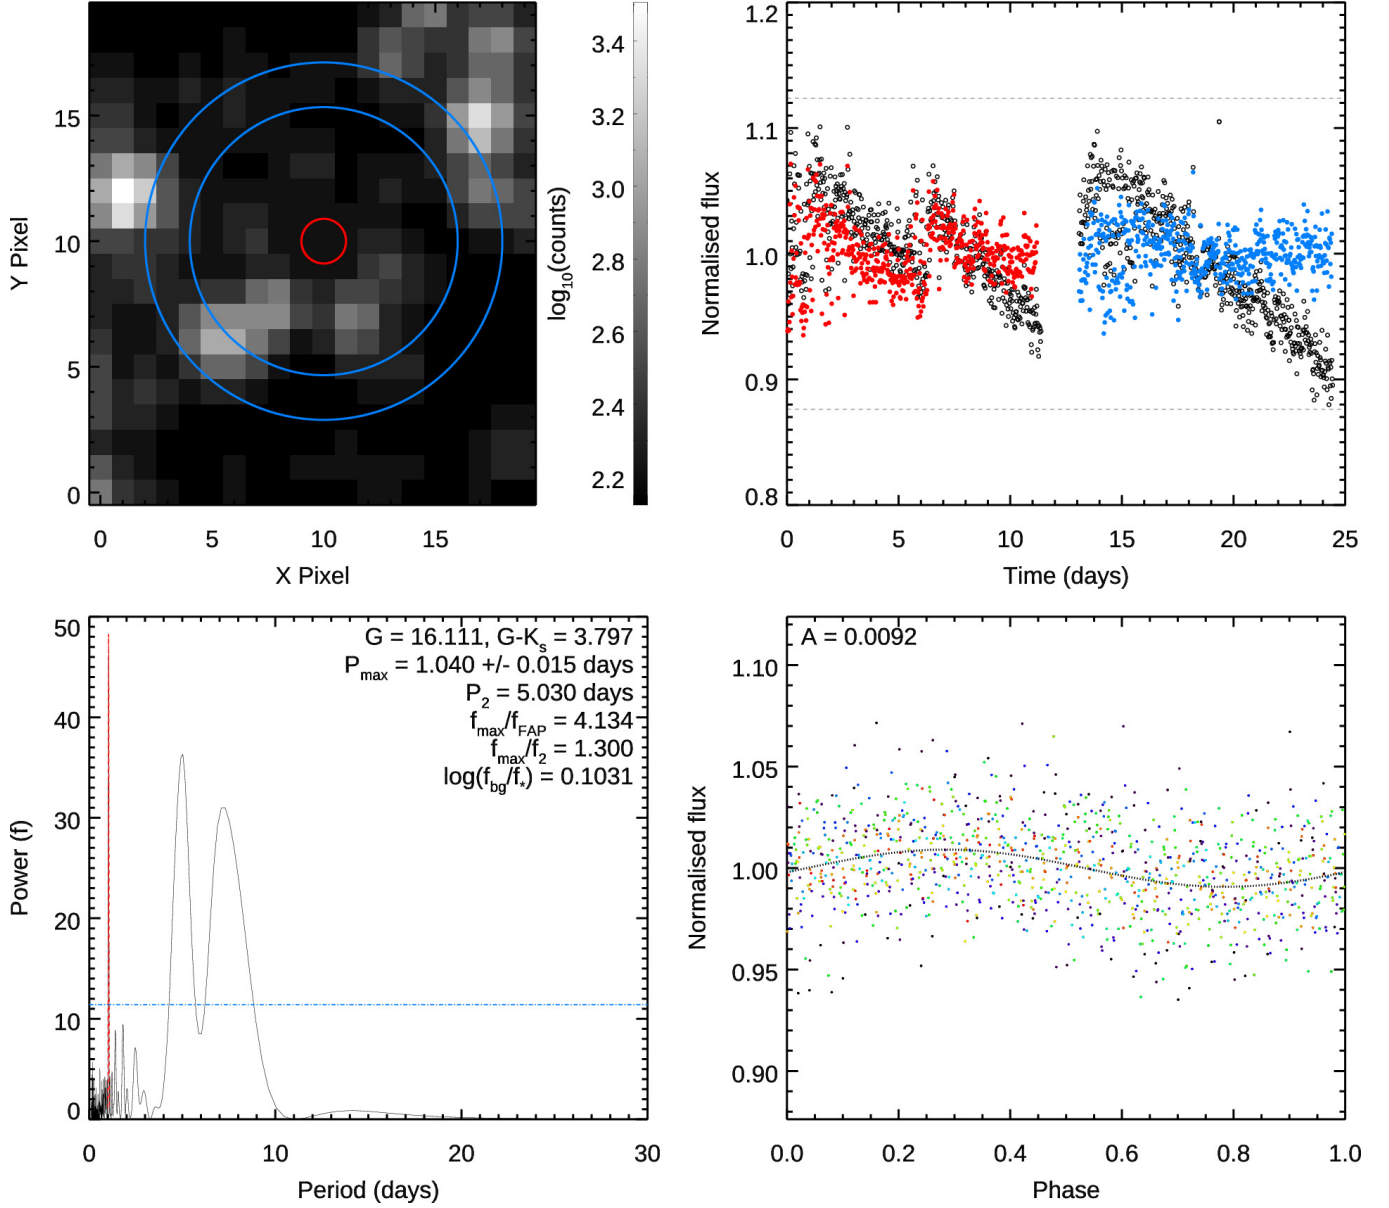 15
10
5
0
Y Pixel
0 5 10 15
X Pixel
3.4
3.2
3.0
2.8
2.6
2.4
2.2
log₁₀(counts)
1.2
1.1
1.0
0.9
0.8
Normalised flux
0 5 10 15 20 25
Time (days)
50
40
30
20
10
0
Power (f)
G = 16.111, G-Kₛ = 3.797
Pmax = 1.040 +/- 0.015 days
P₂ = 5.030 days
fmax/fFAP = 4.134
fmax/f₂ = 1.300
log(fbg/f*) = 0.1031
0 10 20 30
Period (days)
A = 0.0092
1.10
1.05
1.00
0.95
0.90
Normalised flux
0.0 0.2 0.4 0.6 0.8 1.0
Phase